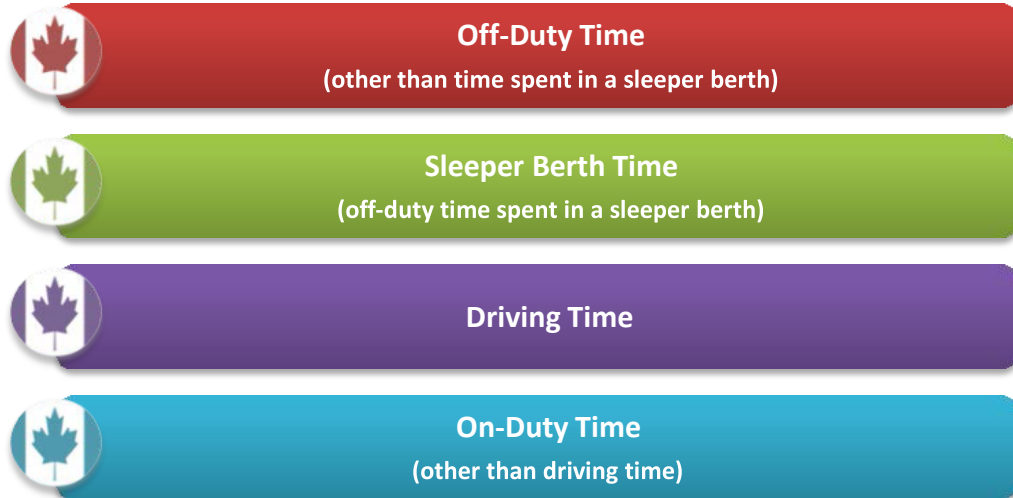 Off-Duty Time
(other than time spent in a sleeper berth)
Sleeper Berth Time
(off-duty time spent in a sleeper berth)
Driving Time
On-Duty Time
(other than driving time)